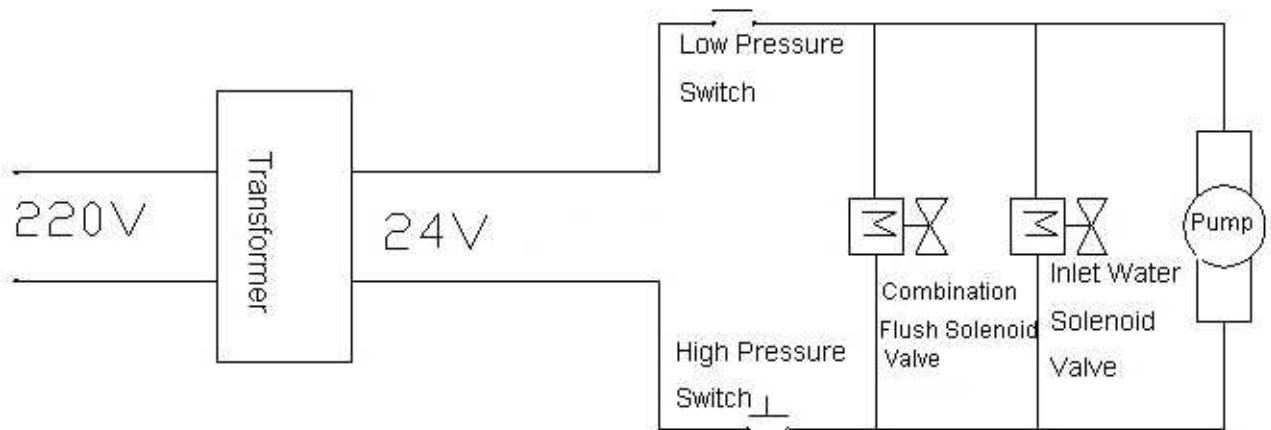 Low Pressure
Switch
220V
Transformer
24V
Pump
Combination
Flush Solenoid
Valve
Inlet Water
Solenoid
Valve
High Pressure
Switch